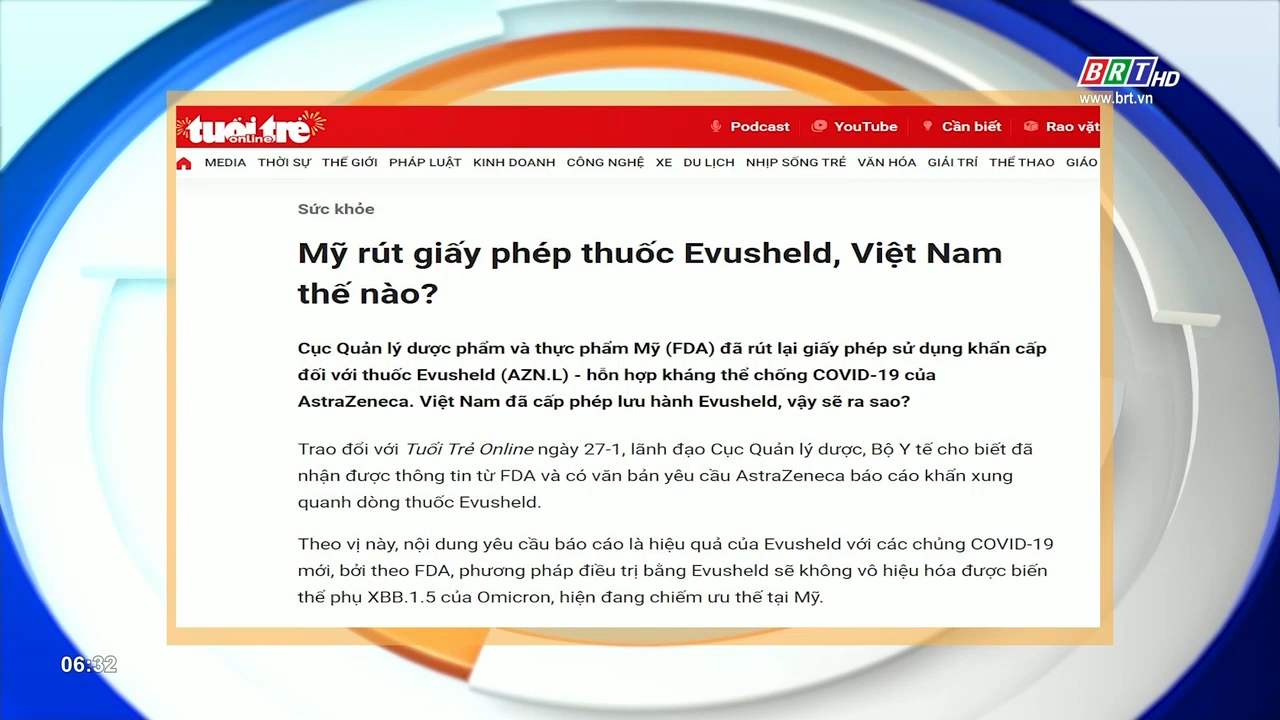 BRT HD
www.brt.vn
tuổi trẻ online
Podcast YouTube Cần biết Rao vặt
MEDIA THỜI SỰ THẾ GIỚI PHÁP LUẬT KINH DOANH CÔNG NGHỆ XE DU LỊCH NHỊP SỐNG TRẺ VĂN HÓA GIẢI TRÍ THỂ THAO GIÁO
Sức khỏe
Mỹ rút giấy phép thuốc Evusheld, Việt Nam
thế nào?
Cục Quản lý dược phẩm và thực phẩm Mỹ (FDA) đã rút lại giấy phép sử dụng khẩn cấp
đối với thuốc Evusheld (AZN.L) - hỗn hợp kháng thể chống COVID-19 của
AstraZeneca. Việt Nam đã cấp phép lưu hành Evusheld, vậy sẽ ra sao?
Trao đổi với Tuổi Trẻ Online ngày 27-1, lãnh đạo Cục Quản lý dược, Bộ Y tế cho biết đã
nhận được thông tin từ FDA và có văn bản yêu cầu AstraZeneca báo cáo khẩn xung
quanh dòng thuốc Evusheld.
Theo vị này, nội dung yêu cầu báo cáo là hiệu quả của Evusheld với các chủng COVID-19
mới, bởi theo FDA, phương pháp điều trị bằng Evusheld sẽ không vô hiệu hóa được biến
thể phụ XBB.1.5 của Omicron, hiện đang chiếm ưu thế tại Mỹ.
06:32